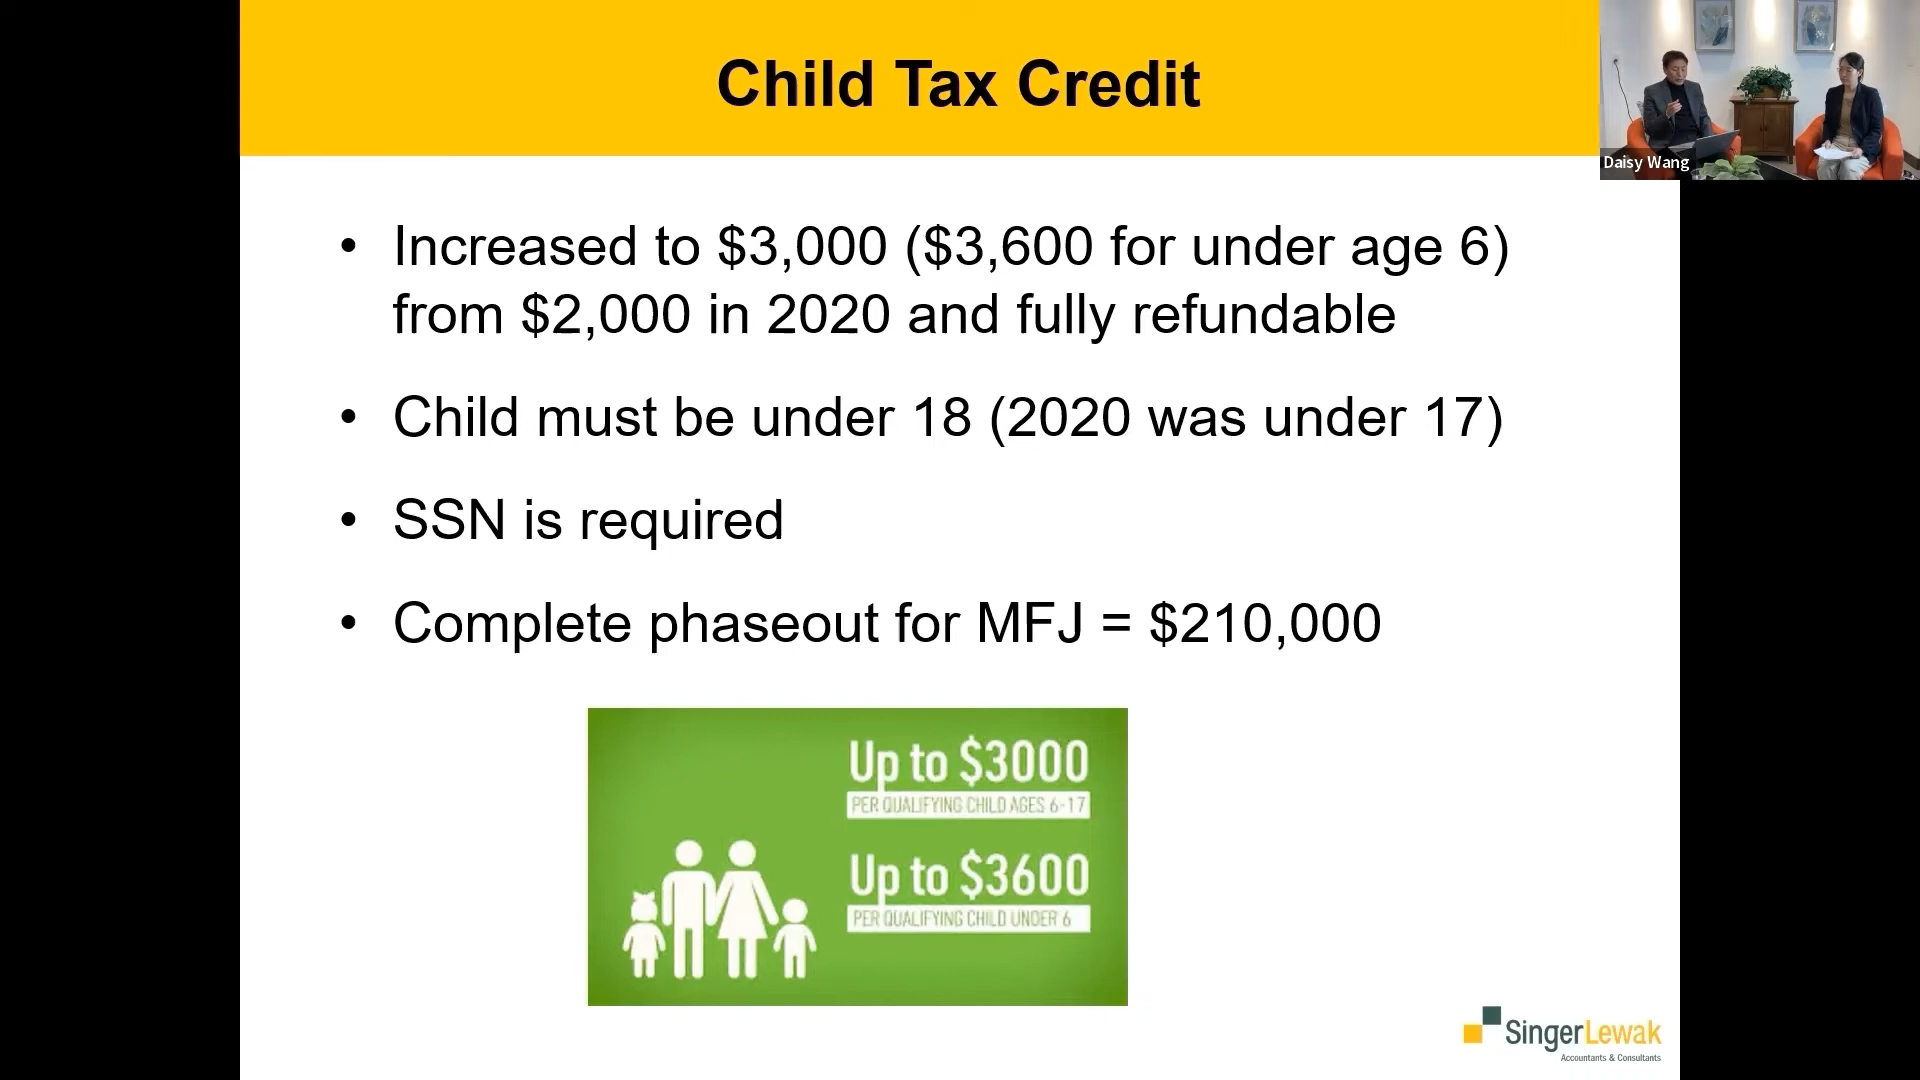 Child Tax Credit
Daisy Wang
• Increased to $3,000 ($3,600 for under age 6)
from $2,000 in 2020 and fully refundable
• Child must be under 18 (2020 was under 17)
• SSN is required
• Complete phaseout for MFJ = $210,000
Up to $3000
PER QUALIFYING CHILD AGES 6-17
Up to $3600
PER QUALIFYING CHILD UNDER 6
SingerLewak
Accountants & Consultants